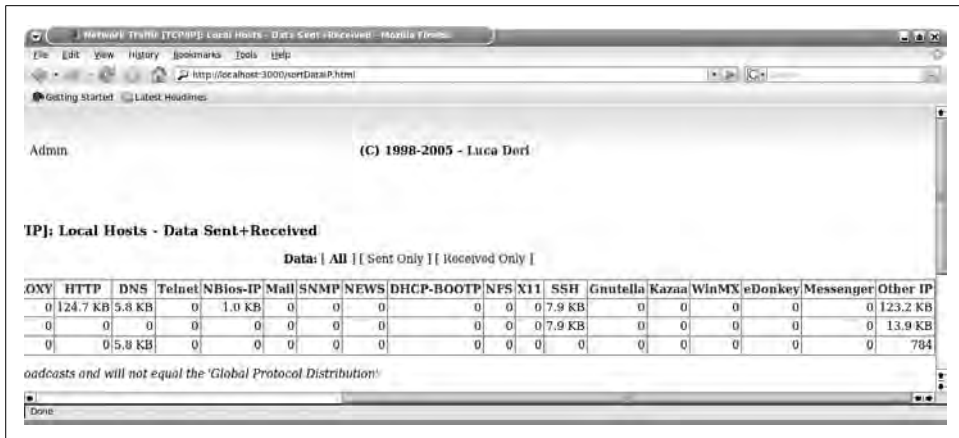 Network Traffic [TCP/IP]: Local Hosts - Data Sent+Received - Mozilla Firefox
File Edit View History Bookmarks Tools Help
http://localhost:3000/sortDataIP.html
Getting Started Latest Headlines
Admin (C) 1998-2005 - Luca Deri
IP]: Local Hosts - Data Sent+Received
Data: [ All ] [ Sent Only ] [ Received Only ]
OXY HTTP DNS Telnet NBios-IP Mail SNMP NEWS DHCP-BOOTP NFS X11 SSH Gnutella Kazaa WinMX eDonkey Messenger Other IP
0 124.7 KB 5.8 KB 0 1.0 KB 0 0 0 0 0 0 7.9 KB 0 0 0 0 0 123.2 KB
0 0 0 0 0 0 0 0 0 0 0 7.9 KB 0 0 0 0 0 13.9 KB
0 0 5.8 KB 0 0 0 0 0 0 0 0 0 0 0 0 0 0 784
oadcasts and will not equal the 'Global Protocol Distribution'
Done